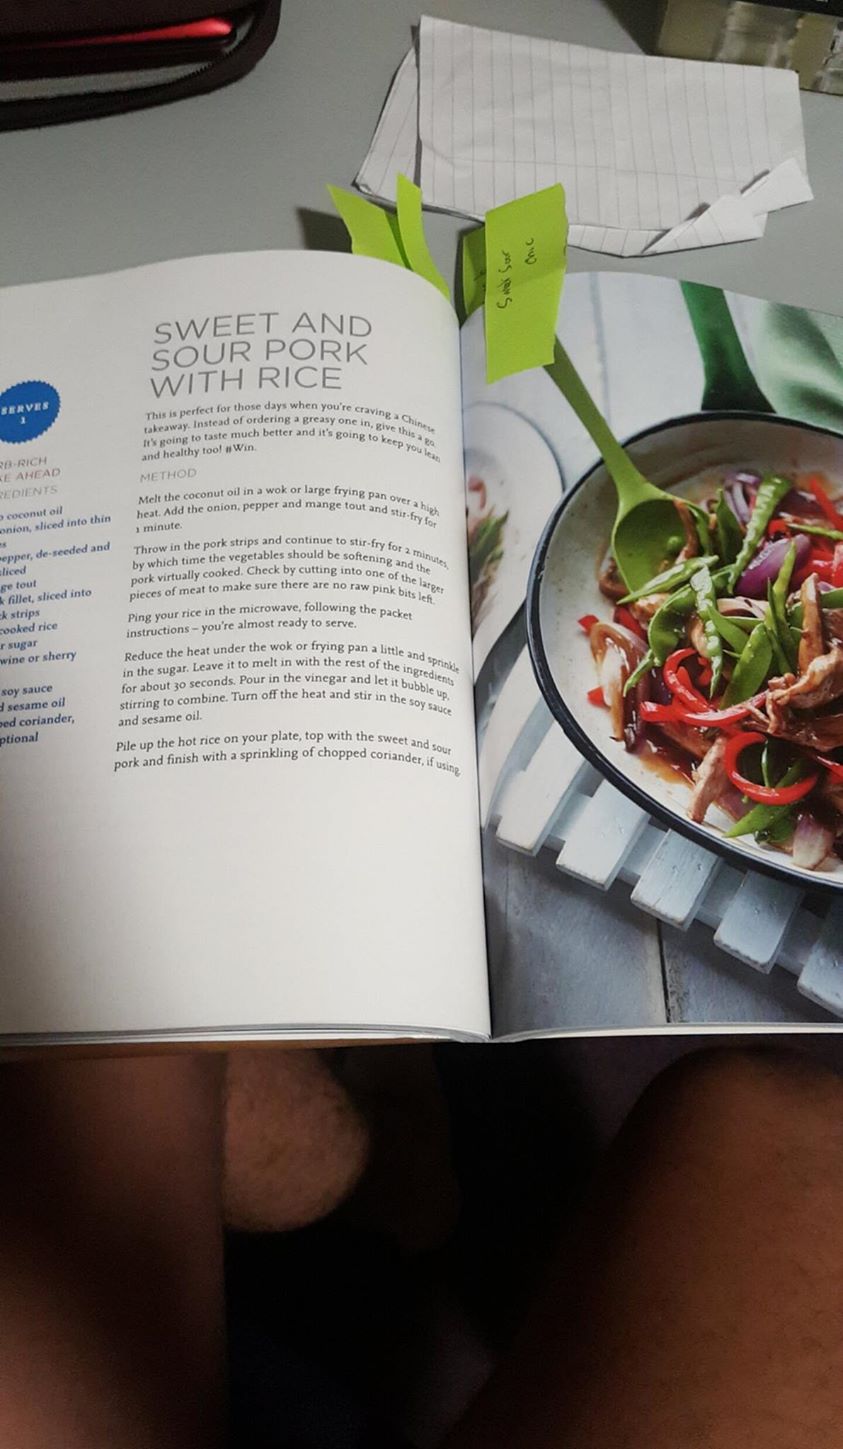 Sweet Sour
SWEET AND
SOUR PORK
WITH RICE
This is perfect for those days when you're craving a Chinese
takeaway. Instead of ordering a greasy one in, give this a go.
It's going to taste much better and it's going to keep you lean
and healthy too! #Win.
METHOD
Melt the coconut oil in a wok or large frying pan over a high
heat. Add the onion, pepper and mange tout and stir-fry for
1 minute.
Throw in the pork strips and continue to stir-fry for 2 minutes,
by which time the vegetables should be softening and the
pork virtually cooked. Check by cutting into one of the larger
pieces of meat to make sure there are no raw pink bits left.
Ping your rice in the microwave, following the packet
instructions – you're almost ready to serve.
Reduce the heat under the wok or frying pan a little and sprinkle
in the sugar. Leave it to melt in with the rest of the ingredients
for about 30 seconds. Pour in the vinegar and let it bubble up,
stirring to combine. Turn off the heat and stir in the soy sauce
and sesame oil.
Pile up the hot rice on your plate, top with the sweet and sour
pork and finish with a sprinkling of chopped coriander, if using.
SERVES
1
RB-RICH
KE AHEAD
REDIENTS
coconut oil
onion, sliced into thin
pepper, de-seeded and
sliced
ge tout
k fillet, sliced into
k strips
cooked rice
r sugar
wine or sherry
soy sauce
d sesame oil
ped coriander,
ptional